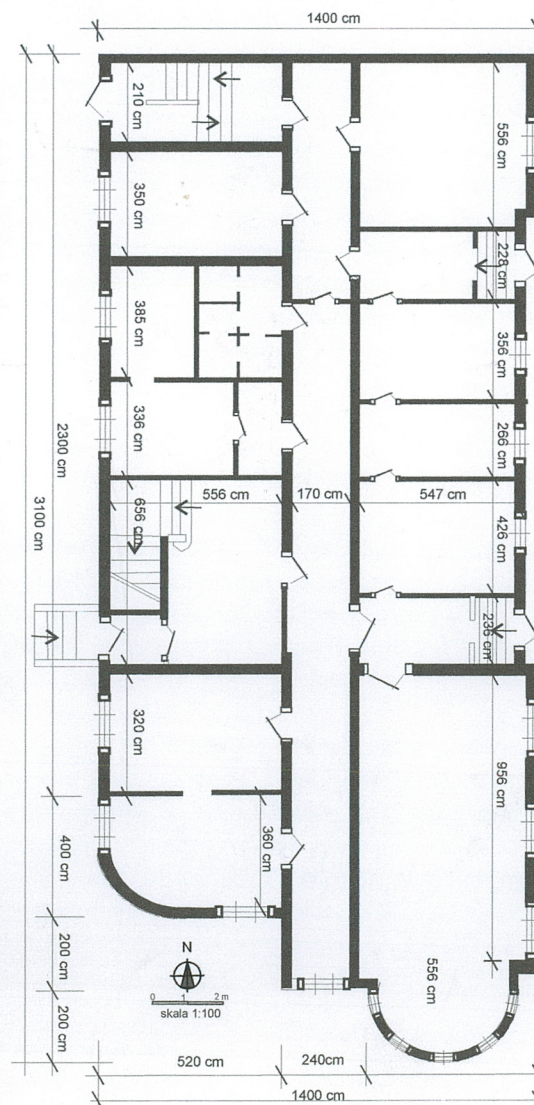 1400 cm
210 cm
556 cm
350 cm
228 cm
385 cm
356 cm
336 cm
266 cm
2300 cm
3100 cm
656 cm
556 cm
170 cm
547 cm
426 cm
236 cm
320 cm
956 cm
400 cm
360 cm
200 cm
N
556 cm
0 1 2 m
skala 1:100
200 cm
520 cm
240cm
1400 cm